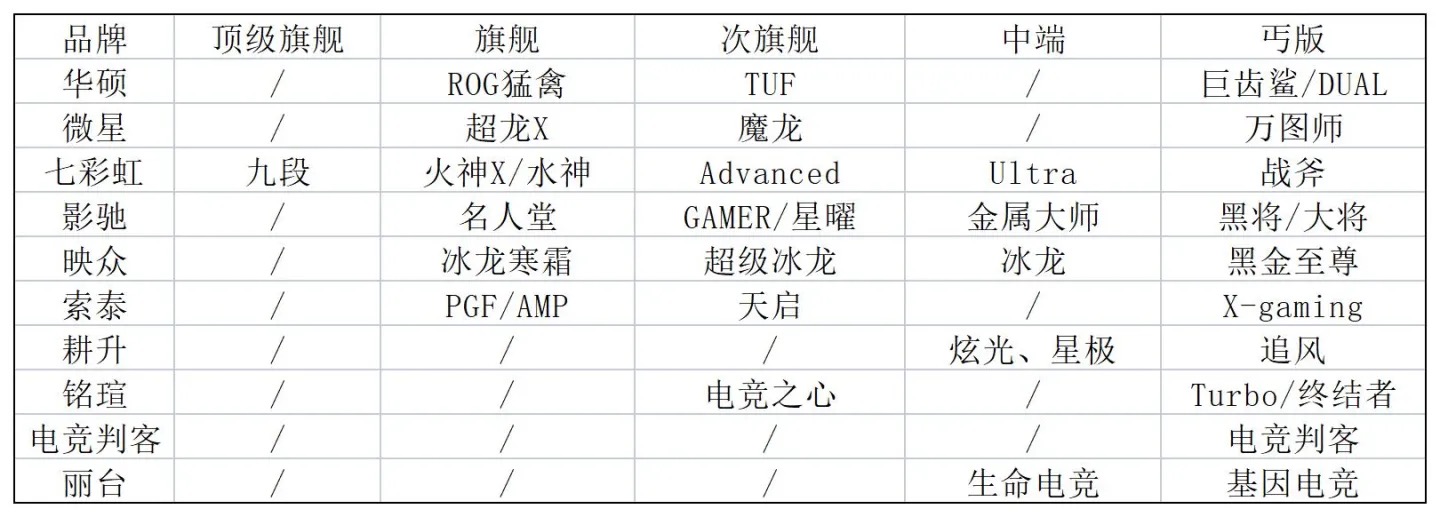 品牌 顶级旗舰 旗舰 次旗舰 中端 丐版
华硕 / ROG猛禽 TUF / 巨齿鲨/DUAL
微星 / 超龙X 魔龙 / 万图师
七彩虹 九段 火神X/水神 Advanced Ultra 战斧
影驰 / 名人堂 GAMER/星曜 金属大师 黑将/大将
映众 / 冰龙寒霜 超级冰龙 冰龙 黑金至尊
索泰 / PGF/AMP 天启 / X-gaming
耕升 / / / 炫光、星极 追风
铭瑄 / / 电竞之心 / Turbo/终结者
电竞判客 / / / / 电竞判客
丽台 / / / 生命电竞 基因电竞